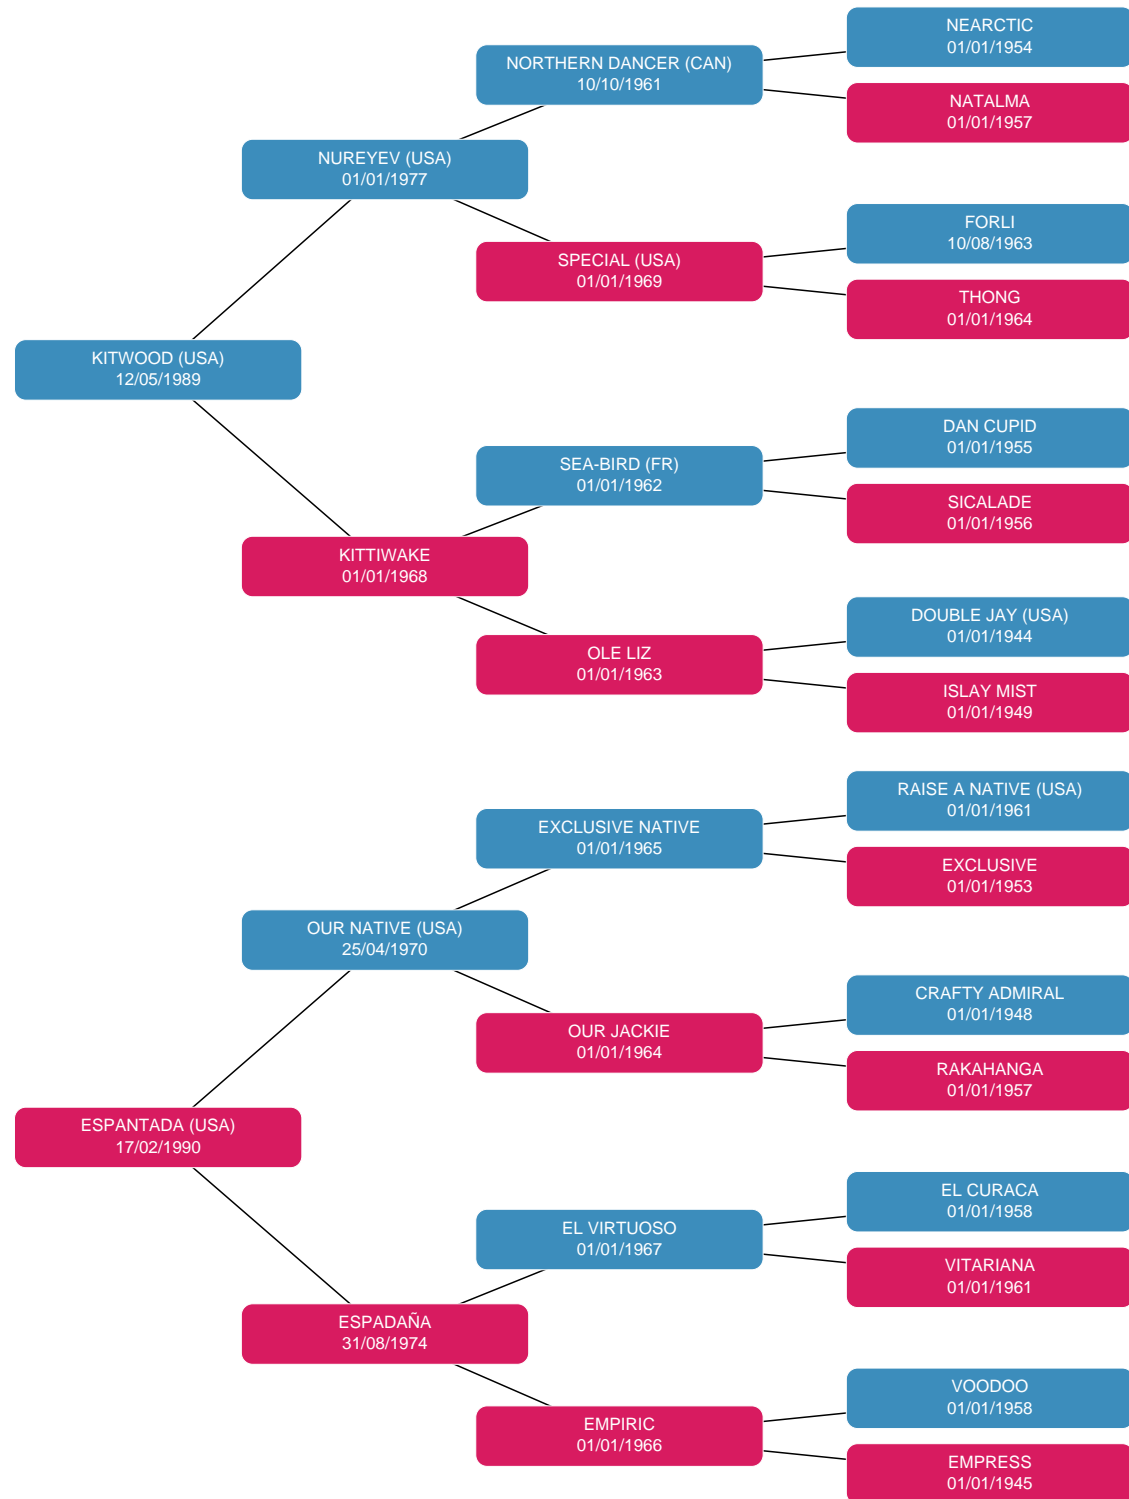 NEARCTIC
01/01/1954
NORTHERN DANCER (CAN)
10/10/1961
NATALMA
01/01/1957
NUREYEV (USA)
01/01/1977
FORLI
10/08/1963
SPECIAL (USA)
01/01/1969
THONG
01/01/1964
KITWOOD (USA)
12/05/1989
DAN CUPID
01/01/1955
SEA-BIRD (FR)
01/01/1962
SICALADE
01/01/1956
KITTIWAKE
01/01/1968
DOUBLE JAY (USA)
01/01/1944
OLE LIZ
01/01/1963
ISLAY MIST
01/01/1949
RAISE A NATIVE (USA)
01/01/1961
EXCLUSIVE NATIVE
01/01/1965
EXCLUSIVE
01/01/1953
OUR NATIVE (USA)
25/04/1970
CRAFTY ADMIRAL
01/01/1948
OUR JACKIE
01/01/1964
RAKAHANGA
01/01/1957
ESPANTADA (USA)
17/02/1990
EL CURACA
01/01/1958
EL VIRTUOSO
01/01/1967
VITARIANA
01/01/1961
ESPADAÑA
31/08/1974
VOODOO
01/01/1958
EMPIRIC
01/01/1966
EMPRESS
01/01/1945